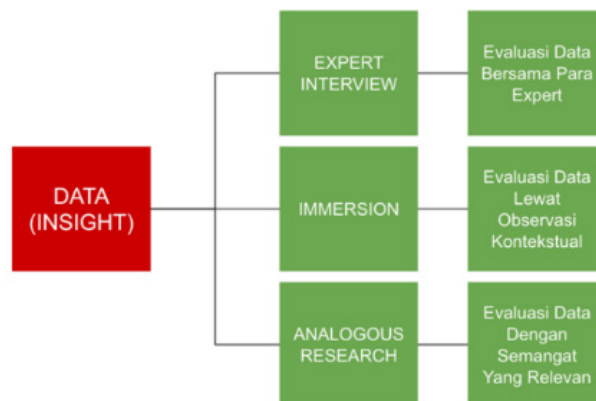 DATA
(INSIGHT)
EXPERT
INTERVIEW
Evaluasi Data
Bersama Para
Expert
IMMERSION
Evaluasi Data
Lewat
Observasi
Kontekstual
ANALOGOUS
RESEARCH
Evaluasi Data
Dengan
Semangat
Yang Relevan